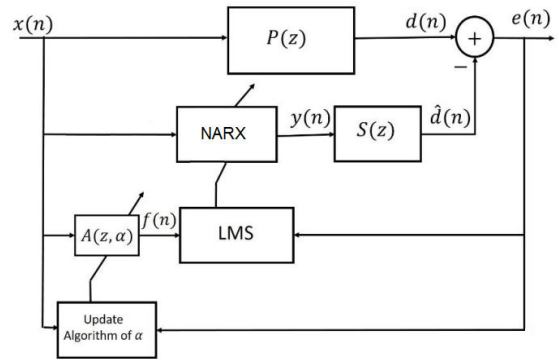 x(n)
P(z)
d(n)
+
e(n)
−
NARX
y(n)
S(z)
d̂(n)
A(z, α)
f(n)
LMS
Update
Algorithm of α